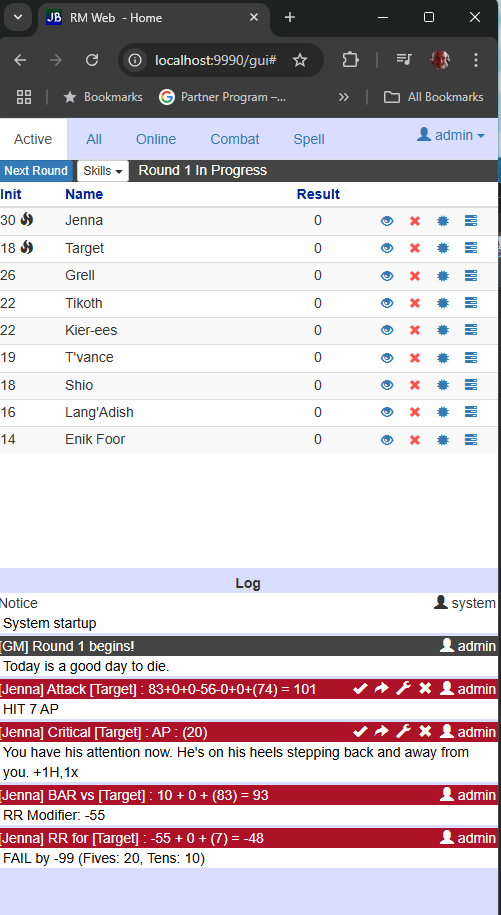 JB RM Web - Home
localhost:9990/gui#
Bookmarks Partner Program –... » All Bookmarks
Active All Online Combat Spell admin
Next Round Skills Round 1 In Progress
Init Name Result
30 Jenna 0
18 Target 0
26 Grell 0
22 Tikoth 0
22 Kier-ees 0
19 T'vance 0
18 Shio 0
16 Lang'Adish 0
14 Enik Foor 0
Log
Notice system
System startup
[GM] Round 1 begins! admin
Today is a good day to die.
[Jenna] Attack [Target] : 83+0+0-56-0+0+(74) = 101 admin
HIT 7 AP
[Jenna] Critical [Target] : AP : (20) admin
You have his attention now. He's on his heels stepping back and away from
you. +1H,1x
[Jenna] BAR vs [Target] : 10 + 0 + (83) = 93 admin
RR Modifier: -55
[Jenna] RR for [Target] : -55 + 0 + (7) = -48 admin
FAIL by -99 (Fives: 20, Tens: 10)